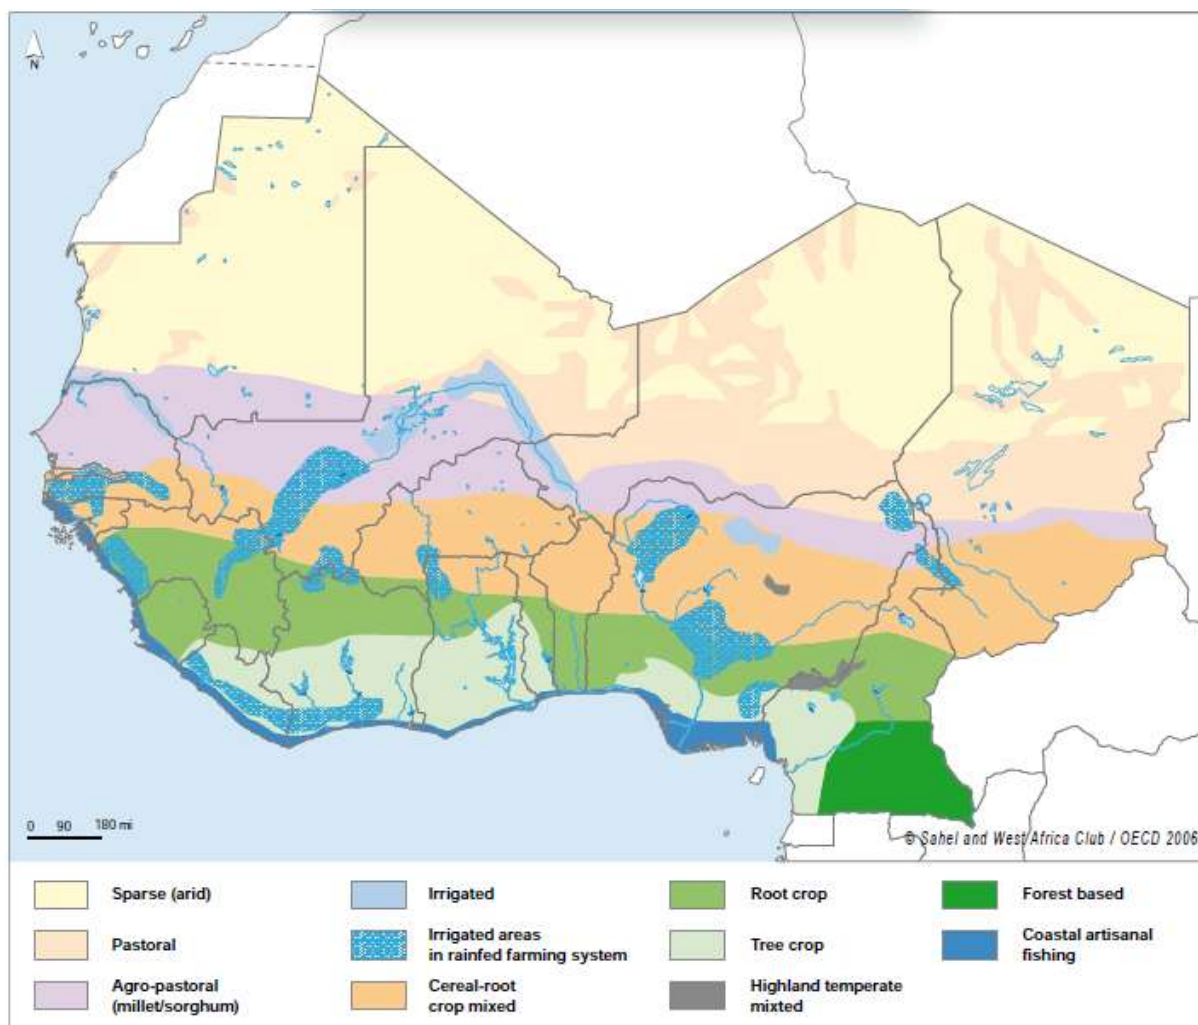 N
0 90 180 mi
© Sahel and West Africa Club / OECD 2006
Sparse (arid)
Pastoral
Agro-pastoral
(millet/sorghum)
Irrigated
Irrigated areas
in rainfed farming system
Cereal-root
crop mixed
Root crop
Tree crop
Highland temperate
mixted
Forest based
Coastal artisanal
fishing